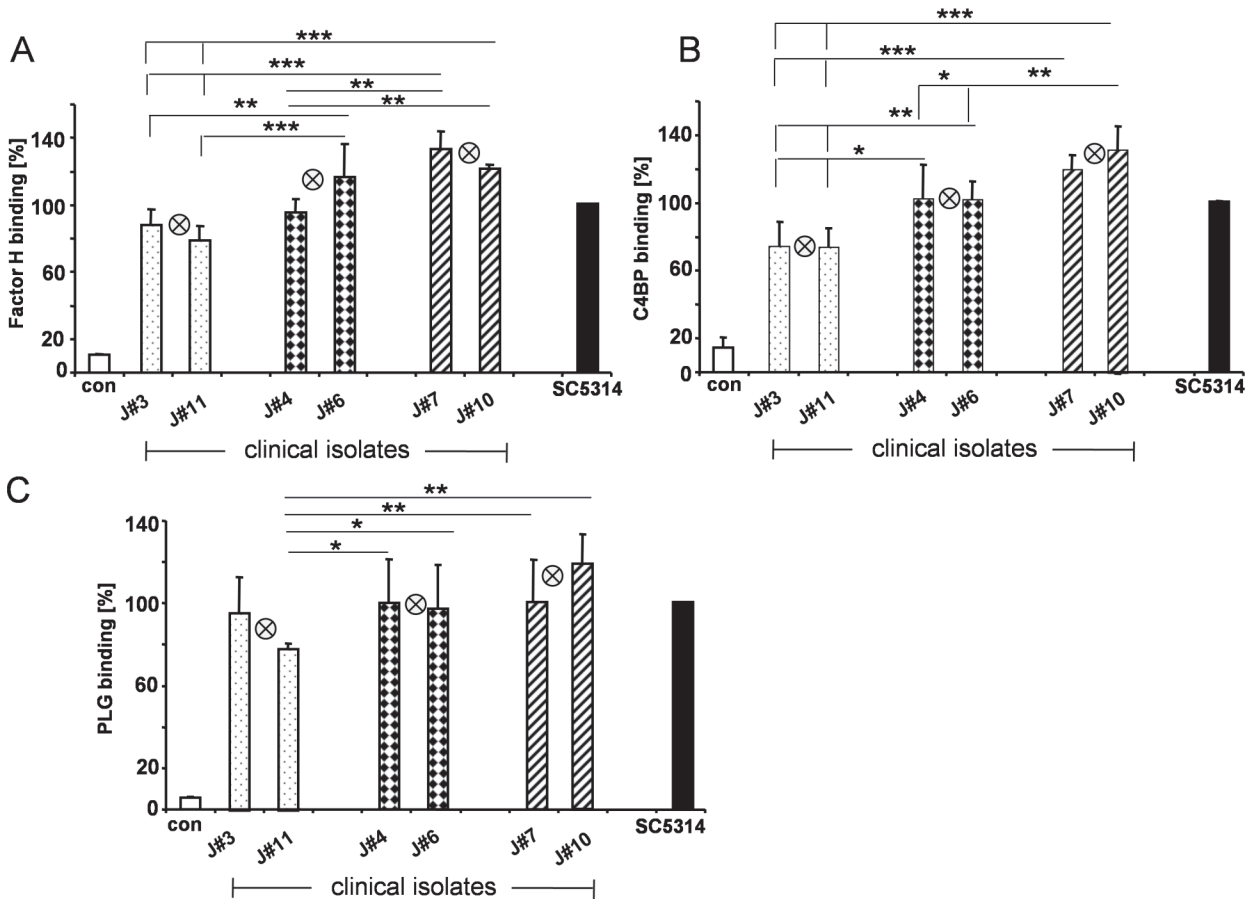 A
***
***
**
**
**
***
Factor H binding [%]
140
100
60
20
0
con
J#3
J#11
J#4
J#6
J#7
J#10
SC5314
clinical isolates
B
***
***
*
**
**
*
C4BP binding [%]
140
100
60
20
0
con
J#3
J#11
J#4
J#6
J#7
J#10
SC5314
clinical isolates
C
**
**
*
*
PLG binding [%]
140
100
60
20
0
con
J#3
J#11
J#4
J#6
J#7
J#10
SC5314
clinical isolates